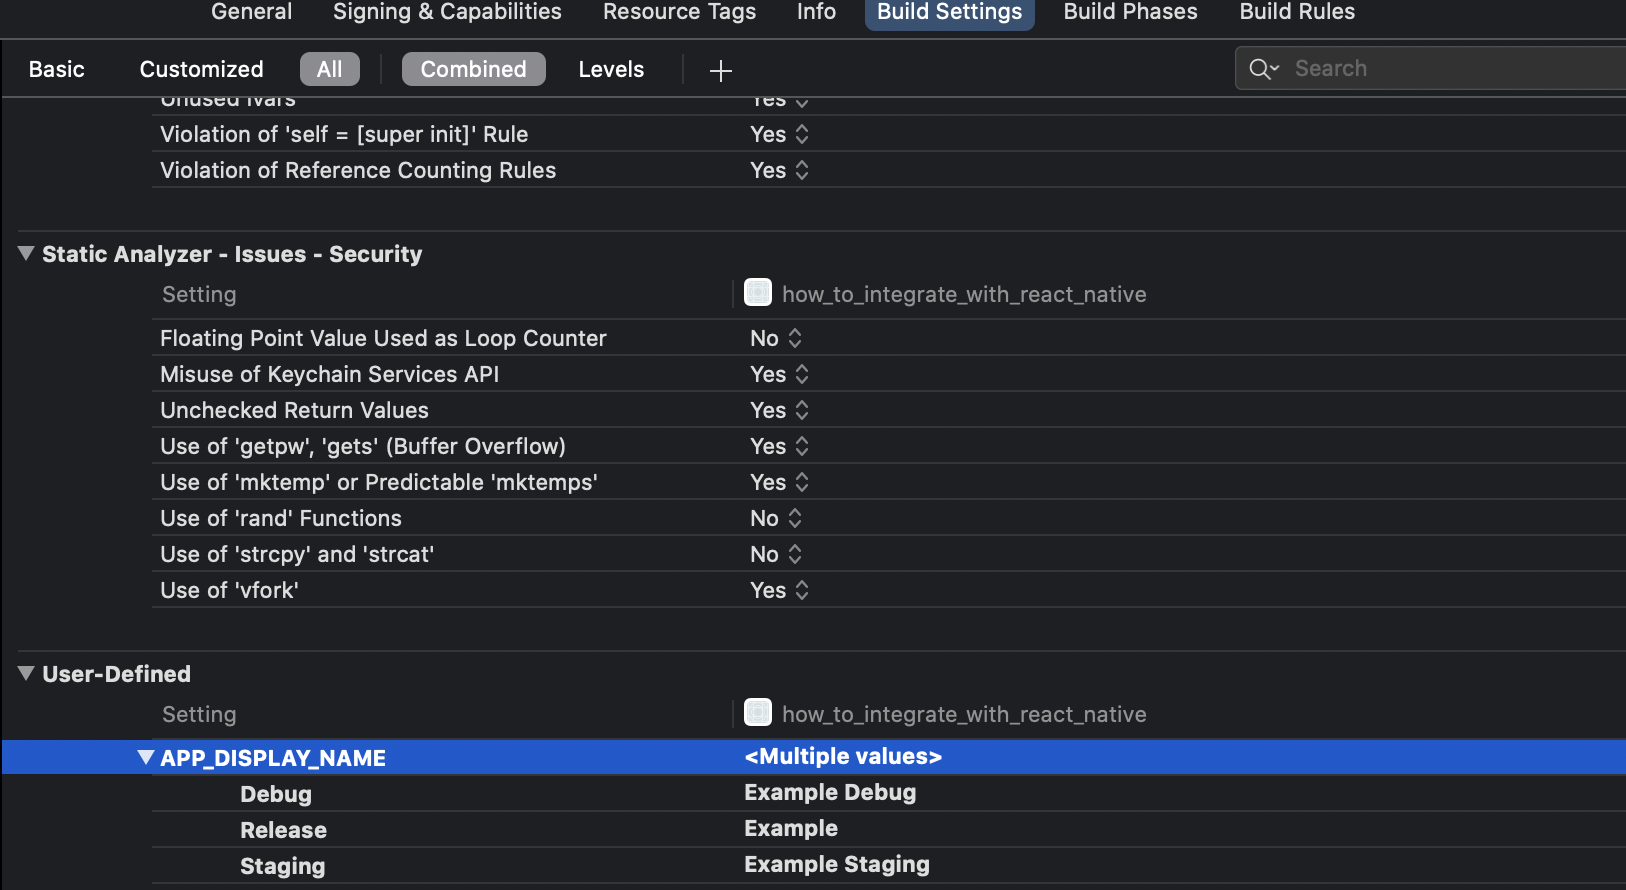 General Signing & Capabilities Resource Tags Info Build Settings Build Phases Build Rules
Basic Customized All Combined Levels + Search
Unused Ivars Yes
Violation of 'self = [super init]' Rule Yes
Violation of Reference Counting Rules Yes
Static Analyzer - Issues - Security
Setting how_to_integrate_with_react_native
Floating Point Value Used as Loop Counter No
Misuse of Keychain Services API Yes
Unchecked Return Values Yes
Use of 'getpw', 'gets' (Buffer Overflow) Yes
Use of 'mktemp' or Predictable 'mktemps' Yes
Use of 'rand' Functions No
Use of 'strcpy' and 'strcat' No
Use of 'vfork' Yes
User-Defined
Setting how_to_integrate_with_react_native
APP_DISPLAY_NAME <Multiple values>
Debug Example Debug
Release Example
Staging Example Staging